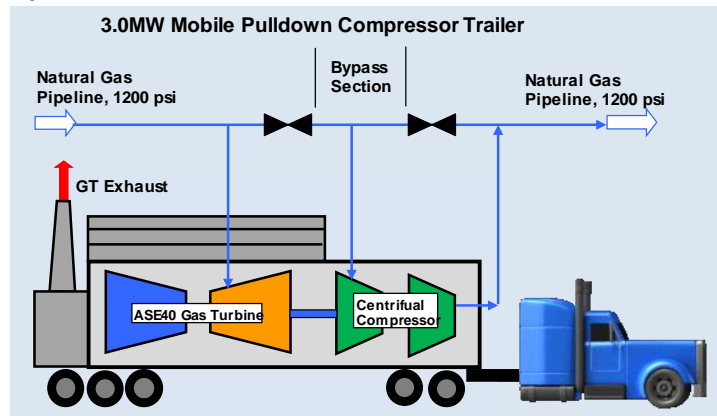 3.0MW Mobile Pulldown Compressor Trailer
Natural Gas
Pipeline, 1200 psi
Bypass
Section
Natural Gas
Pipeline, 1200 psi
GT Exhaust
ASE40 Gas Turbine
Centrifugal
Compressor